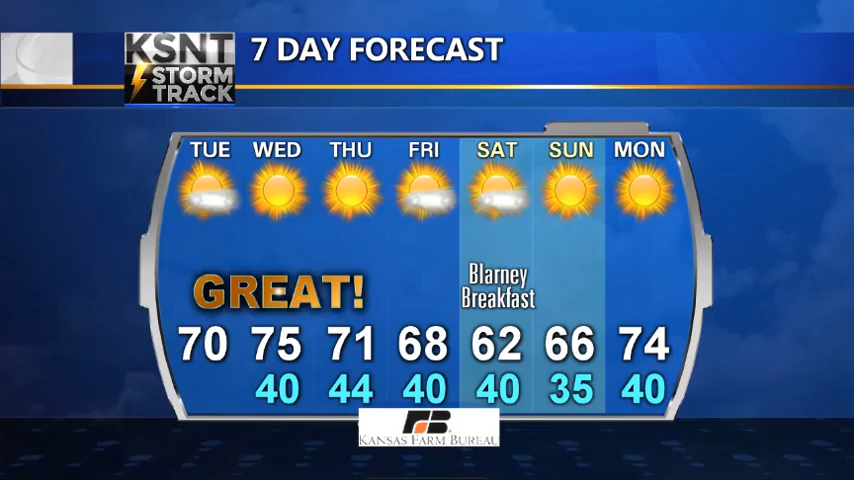 KSNT
STORM
TRACK
7 DAY FORECAST
TUE WED THU FRI SAT SUN MON
GREAT!
Blarney
Breakfast
70 75 71 68 62 66 74
40 44 40 40 35 40
FB
KANSAS FARM BUREAU